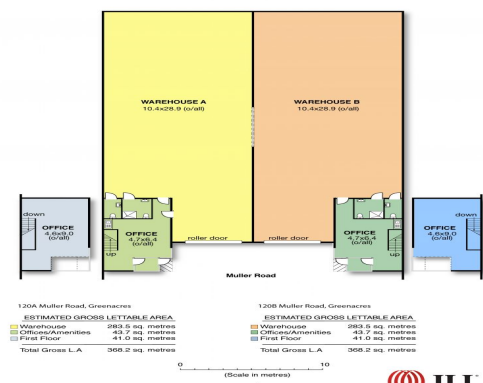 WAREHOUSE A
10.4x28.9 (o/all)
WAREHOUSE B
10.4x28.9 (o/all)
down
OFFICE
4.6x9.0
(o/all)
OFFICE
4.7x6.4
(o/all)
up
roller door
roller door
OFFICE
4.7x6.4
(o/all)
up
down
OFFICE
4.6x9.0
(o/all)
Muller Road
120A Muller Road, Greenacres
ESTIMATED GROSS LETTABLE AREA
Warehouse 283.5 sq. metres
Offices/Amenities 43.7 sq. metres
First Floor 41.0 sq. metres
Total Gross L.A 368.2 sq. metres
120B Muller Road, Greenacres
ESTIMATED GROSS LETTABLE AREA
Warehouse 283.5 sq. metres
Offices/Amenities 43.7 sq. metres
First Floor 41.0 sq. metres
Total Gross L.A 368.2 sq. metres
0 10
(Scale in metres)
JLL